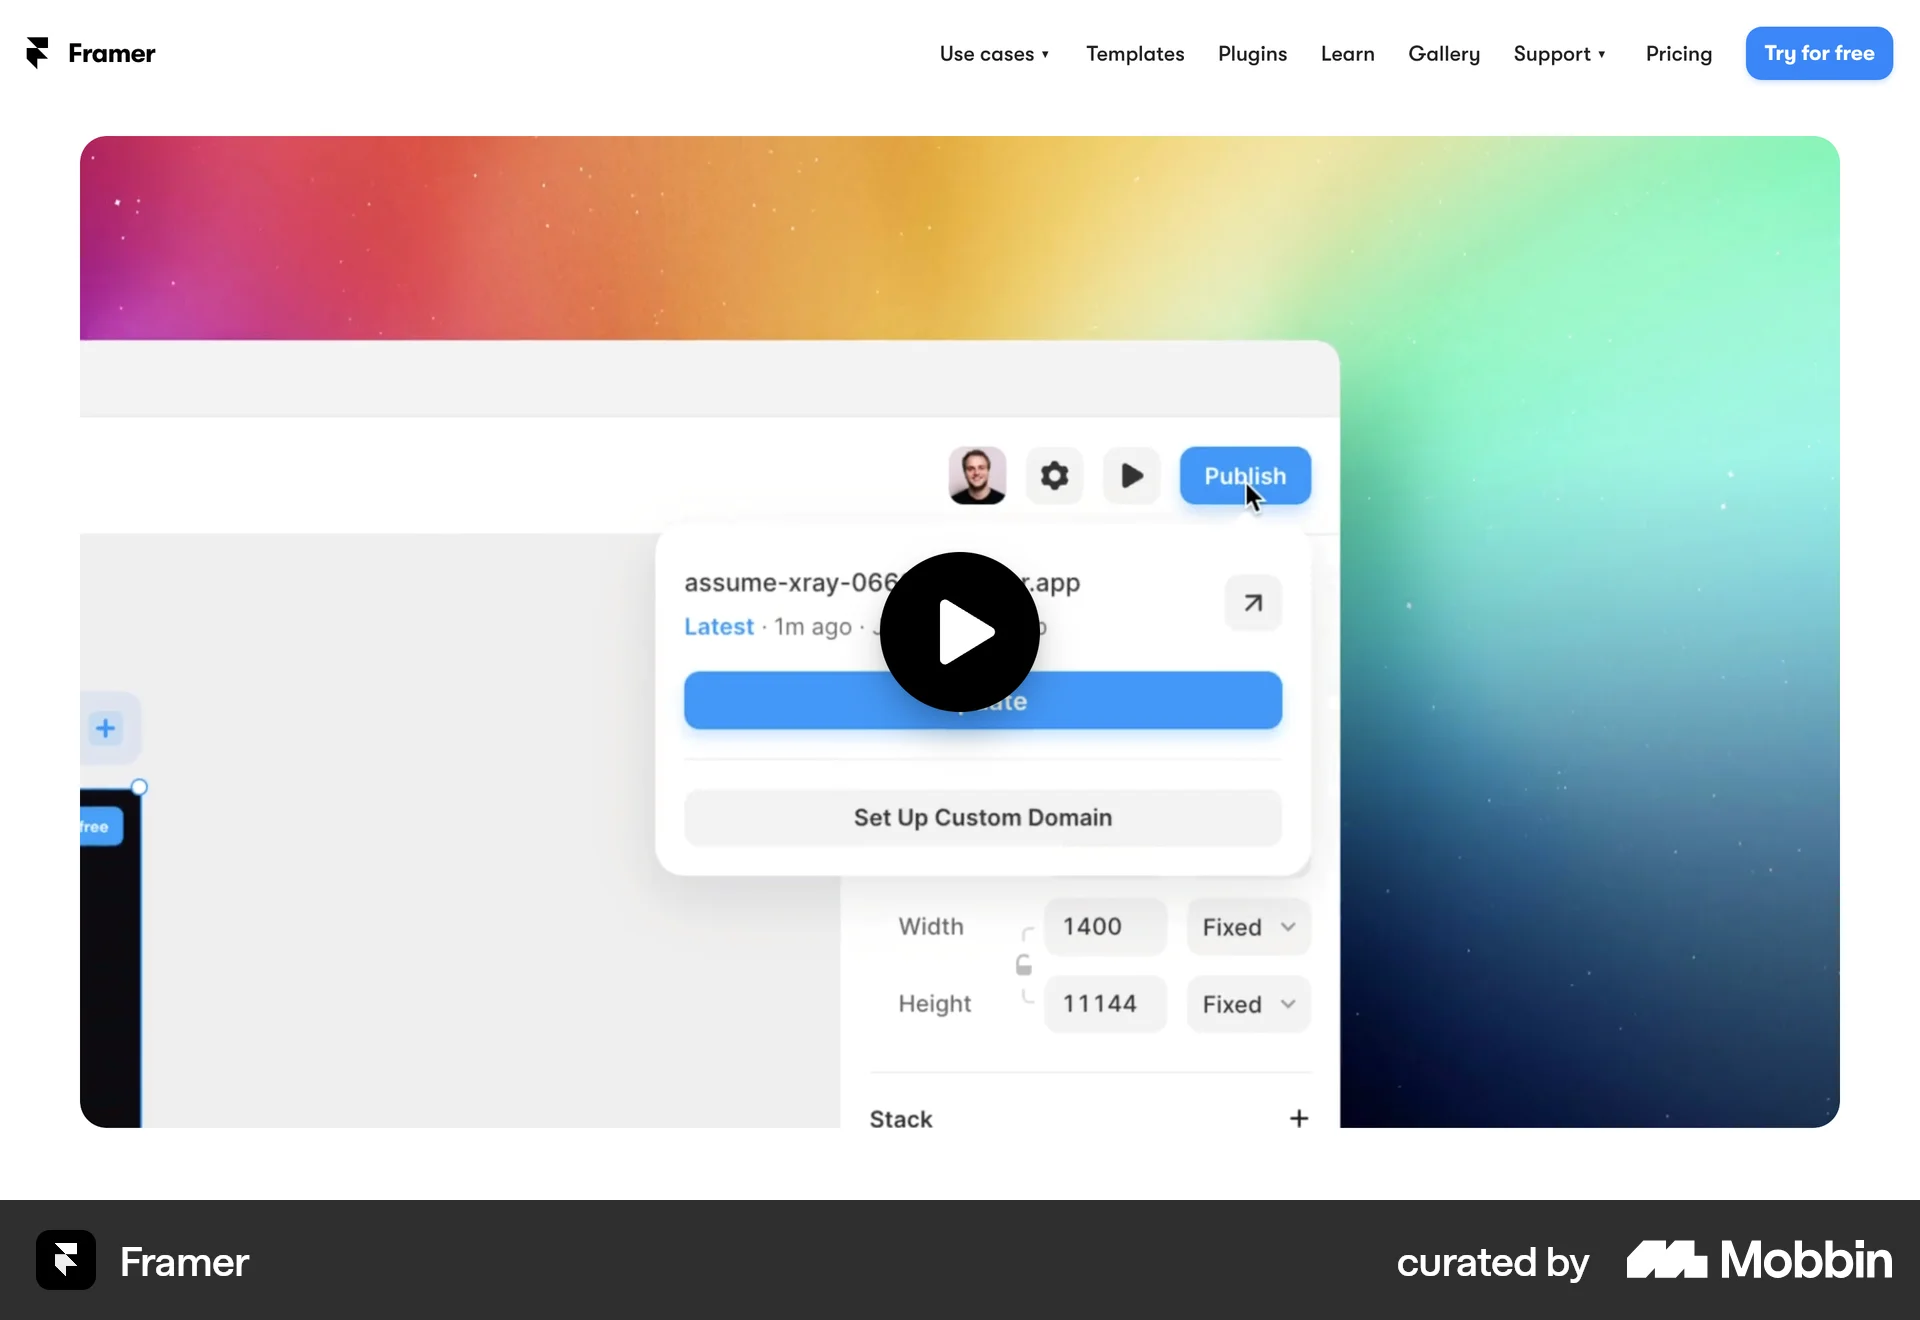 Framer
Use cases ▾ Templates Plugins Learn Gallery Support ▾ Pricing Try for free
Publish
assume-xray-066 .app
Latest · 1m ago ·
Set Up Custom Domain
free
Width 1400 Fixed
Height 11144 Fixed
Stack +
Framer
curated by Mobbin